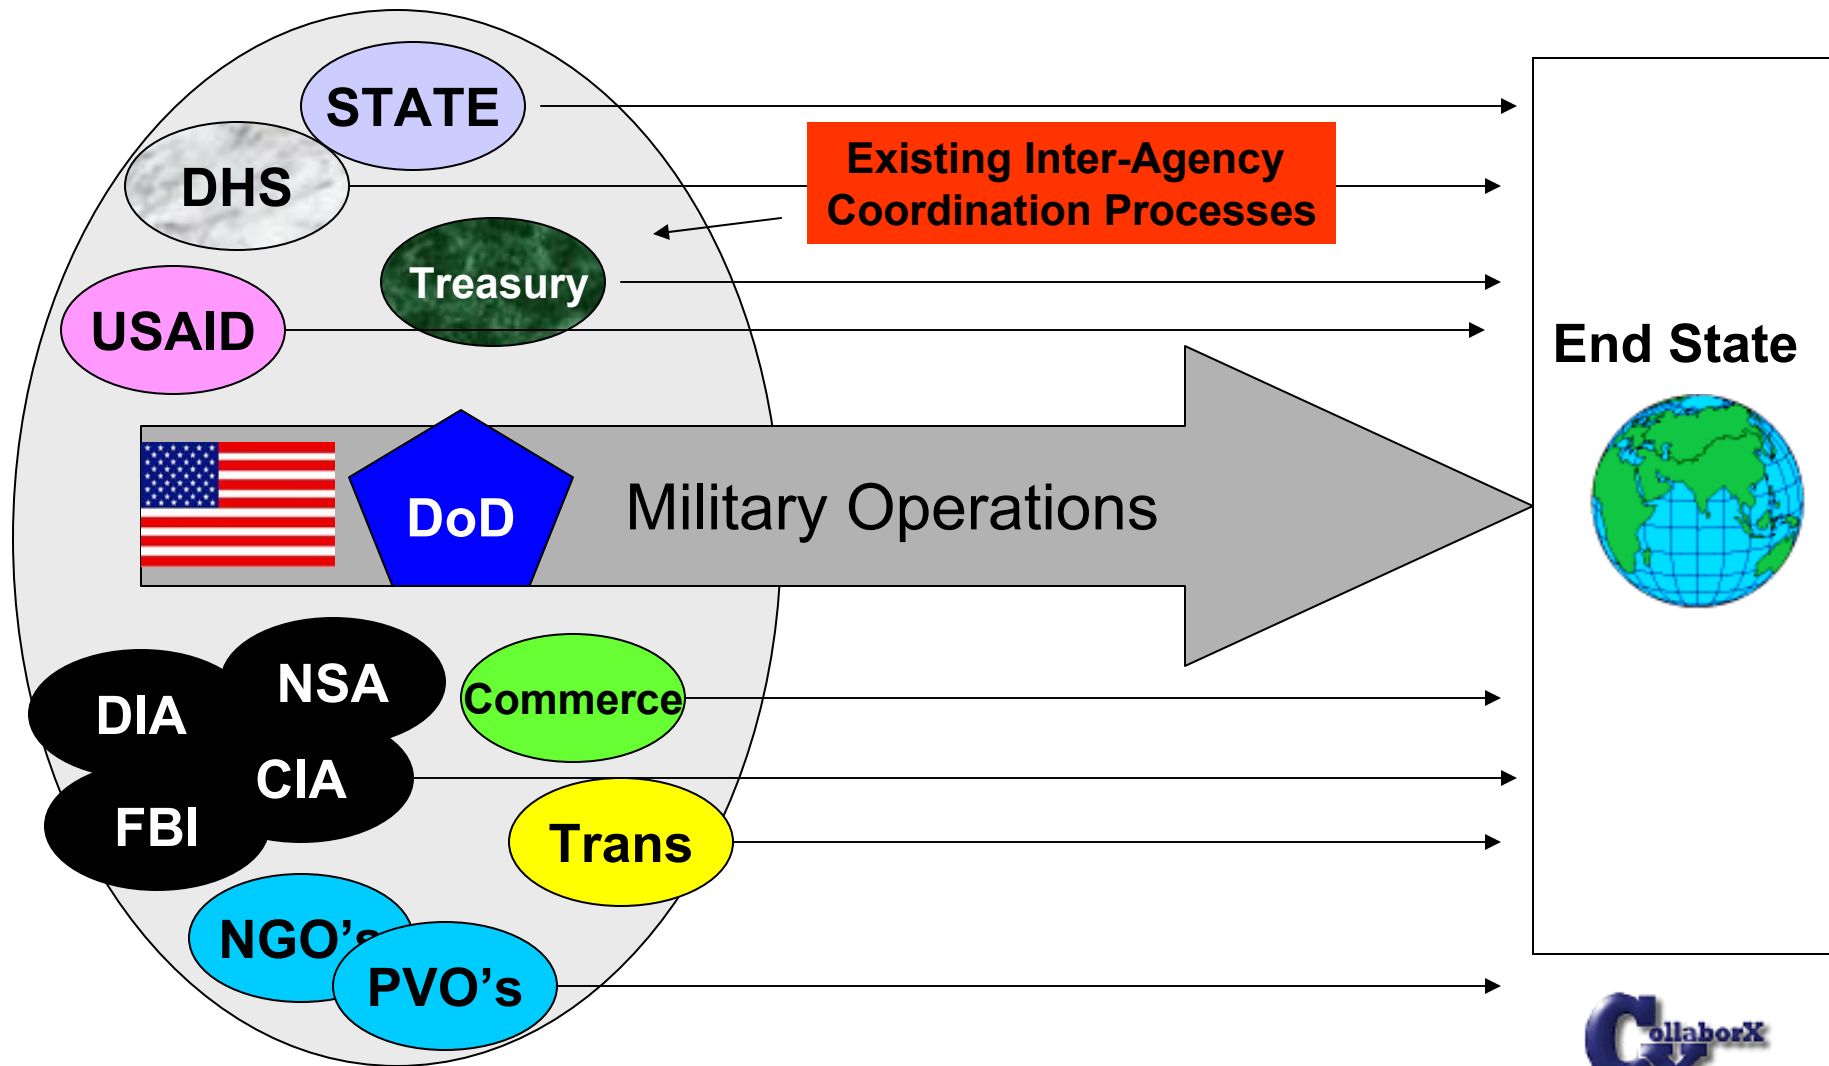 STATE
DHS
Existing Inter-Agency
Coordination Processes
Treasury
USAID
End State
DoD
Military Operations
NSA
DIA
Commerce
CIA
FBI
Trans
NGO's
PVO's
CollaborX